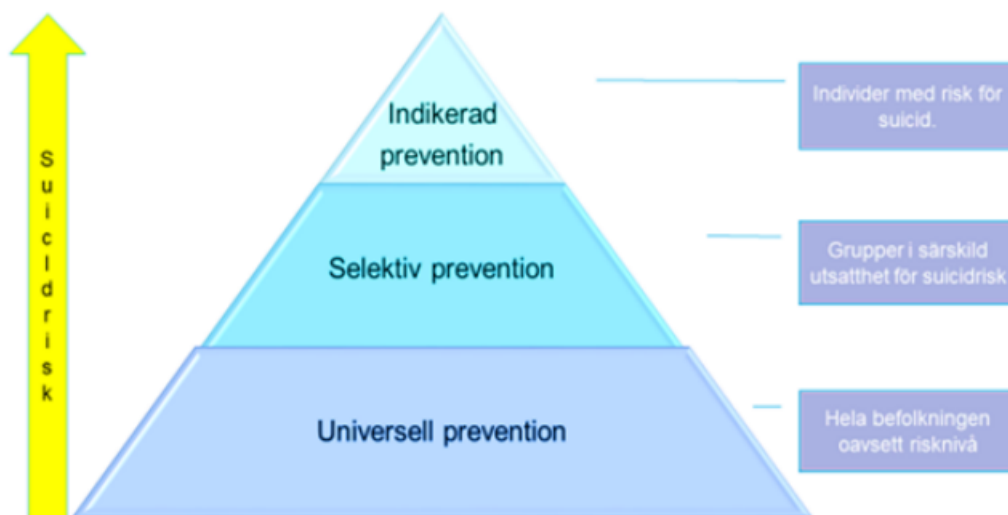 Suicldrisk
Indikerad
prevention
Selektiv prevention
Universell prevention
Individer med risk för
suicid.
Grupper i särskild
utsatthet för suicidrisk
Hela befolkningen
oavsett risknivå